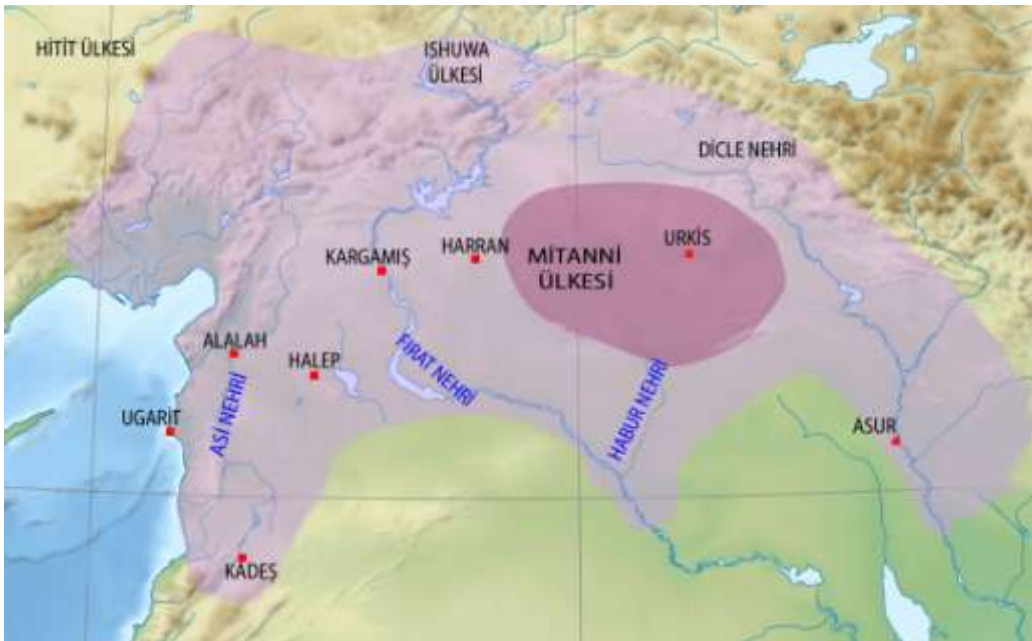 HİTİT ÜLKESİ
ISHUWA
ÜLKESİ
DİCLE NEHRİ
KARGAMIŞ
HARRAN
MİTANNİ
ÜLKESİ
URKİS
ALALAH
HALEP
FIRAT NEHRİ
HABUR NEHRİ
UGARİT
ASİ NEHRİ
ASUR
KADEŞ